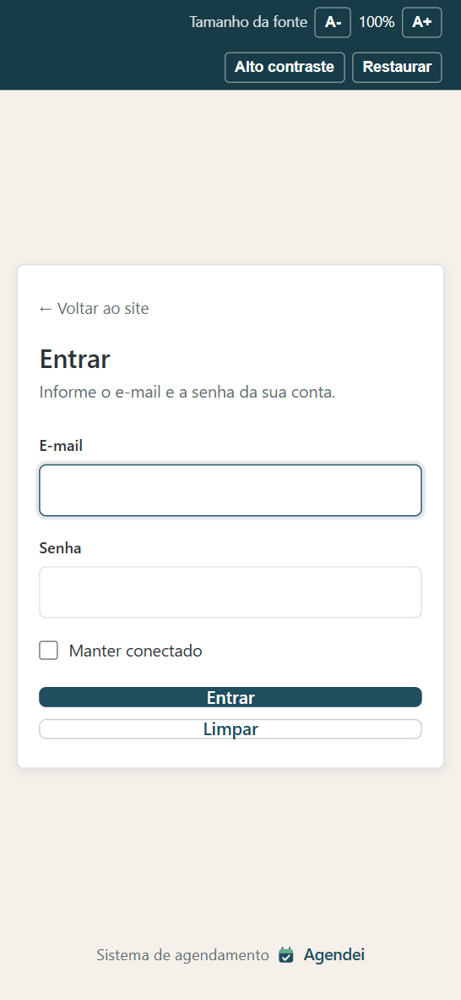 Tamanho da fonte A- 100% A+
Alto contraste Restaurar
← Voltar ao site
Entrar
Informe o e-mail e a senha da sua conta.
E-mail
Senha
Manter conectado
Entrar
Limpar
Sistema de agendamento Agendei